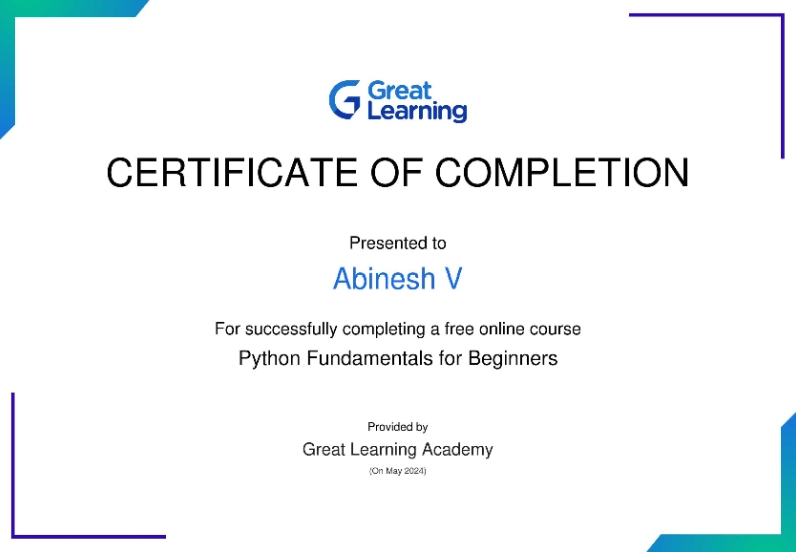 Great
Learning
CERTIFICATE OF COMPLETION
Presented to
Abinesh V
For successfully completing a free online course
Python Fundamentals for Beginners
Provided by
Great Learning Academy
(On May 2024)